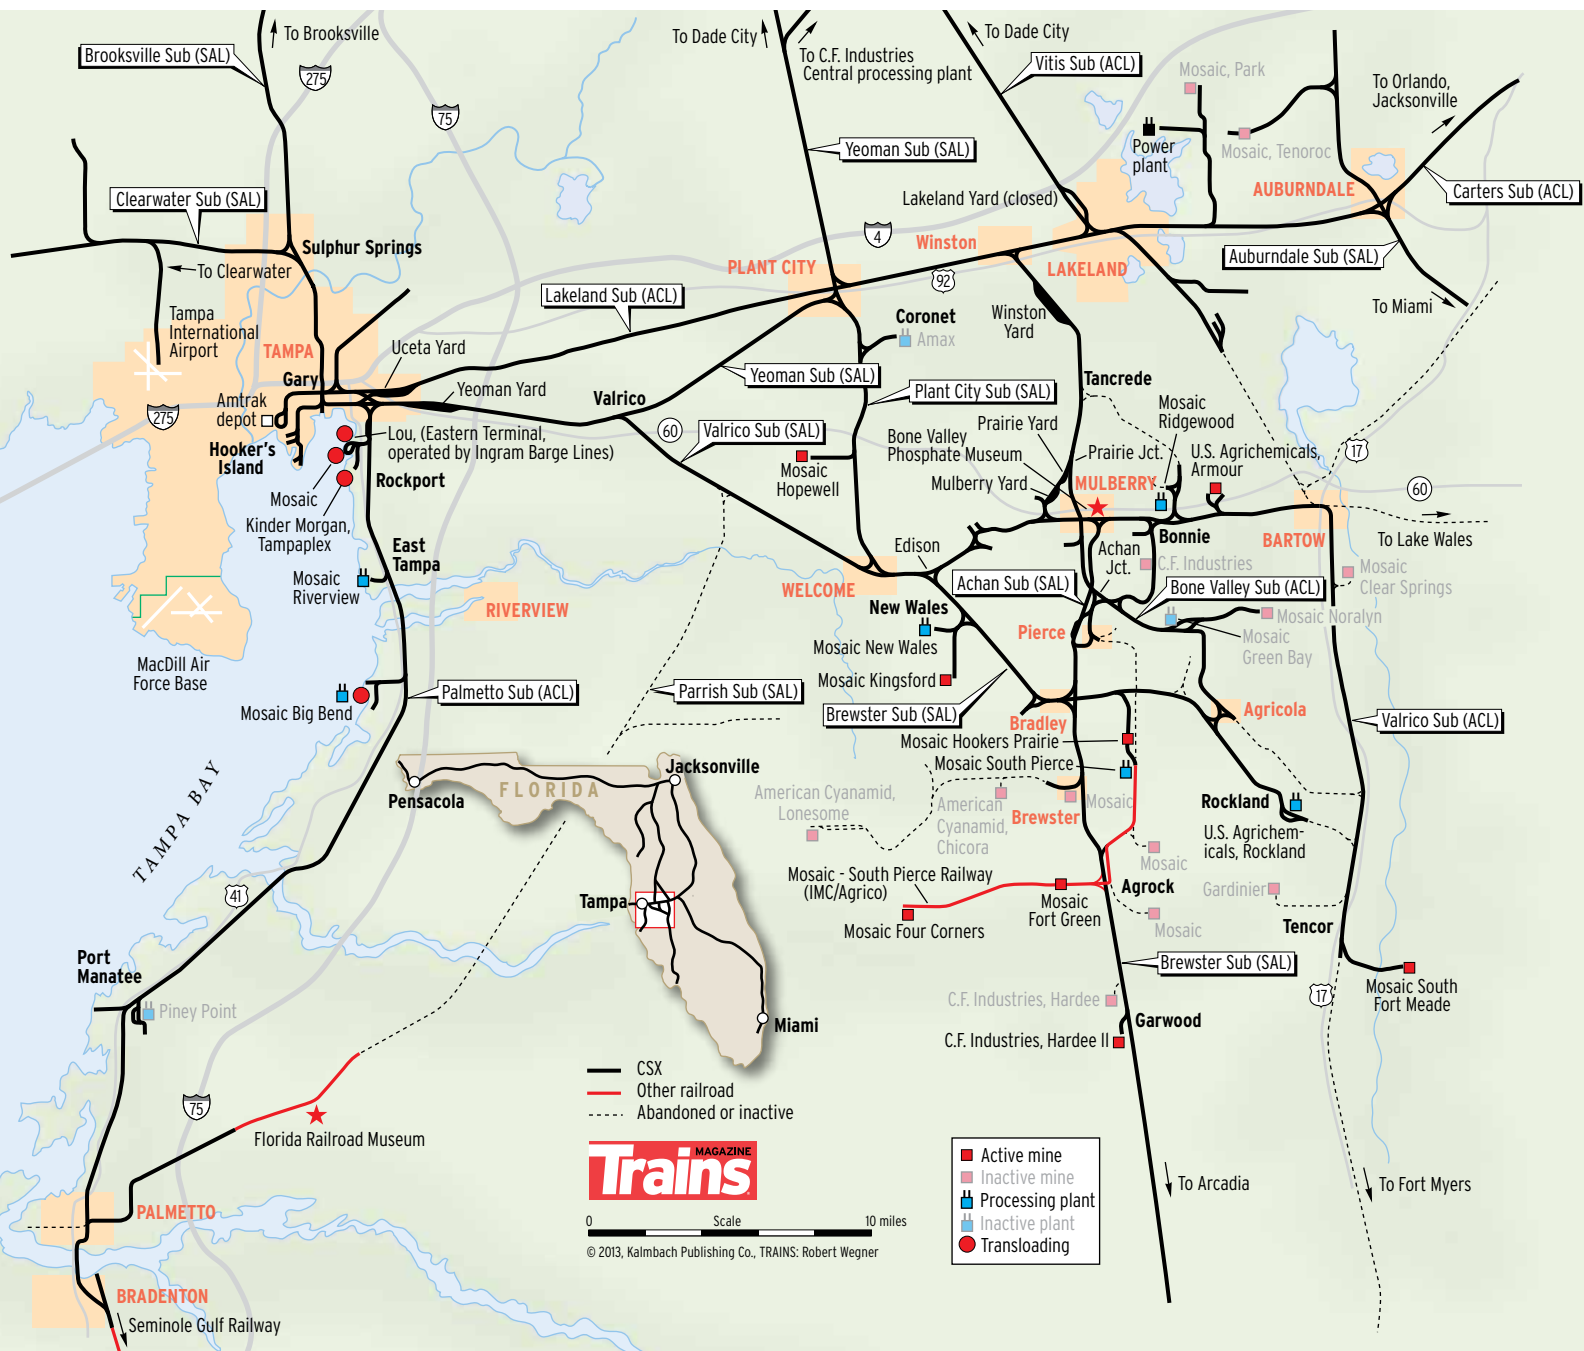 To Brooksville
Brooksville Sub (SAL)
275
75
To Dade City
To C.F. Industries
Central processing plant
To Dade City
Vitis Sub (ACL)
Mosaic, Park
To Orlando,
Jacksonville
Power
plant
Mosaic, Tenoroc
Yeoman Sub (SAL)
Clearwater Sub (SAL)
Lakeland Yard (closed)
AUBURNDALE
Carters Sub (ACL)
4
Winston
Sulphur Springs
To Clearwater
PLANT CITY
92
LAKELAND
Auburndale Sub (SAL)
Lakeland Sub (ACL)
To Miami
Tampa
International
Airport
Coronet
Amax
Winston
Yard
TAMPA
Uceta Yard
Gary
Yeoman Yard
Yeoman Sub (SAL)
Tancrede
Amtrak
depot
Valrico
Plant City Sub (SAL)
Mosaic
Ridgewood
275
60
Prairie Yard
Lou, (Eastern Terminal,
operated by Ingram Barge Lines)
Valrico Sub (SAL)
Bone Valley
Phosphate Museum
Prairie Jct.
U.S. Agrichemicals,
Armour
17
Hooker's
Island
Mosaic
Hopewell
Rockport
Mulberry Yard
MULBERRY
60
Mosaic
Kinder Morgan,
Tampaplex
East
Tampa
Edison
Achan
Jct.
Bonnie
BARTOW
To Lake Wales
C.F. Industries
Mosaic
Clear Springs
Mosaic
Riverview
RIVERVIEW
WELCOME
Achan Sub (SAL)
Bone Valley Sub (ACL)
New Wales
Mosaic Noralyn
Pierce
Mosaic
Green Bay
Mosaic New Wales
MacDill Air
Force Base
Mosaic Kingsford
Palmetto Sub (ACL)
Parrish Sub (SAL)
Mosaic Big Bend
Brewster Sub (SAL)
Bradley
Agricola
Valrico Sub (ACL)
Mosaic Hookers Prairie
Mosaic South Pierce
TAMPA BAY
Jacksonville
FLORIDA
Pensacola
American Cyanamid,
Lonesome
American
Cyanamid,
Chicora
Mosaic
Brewster
Rockland
U.S. Agrichem-
icals, Rockland
Mosaic
Mosaic - South Pierce Railway
(IMC/Agrico)
41
Tampa
Mosaic
Fort Green
Agrock
Gardinier
Mosaic Four Corners
Mosaic
Tencor
Port
Manatee
Brewster Sub (SAL)
Mosaic South
Fort Meade
17
Piney Point
C.F. Industries, Hardee
Miami
Garwood
C.F. Industries, Hardee II
CSX
Other railroad
Abandoned or inactive
75
Florida Railroad Museum
Trains
MAGAZINE
Active mine
Inactive mine
Processing plant
Inactive plant
Transloading
To Arcadia
To Fort Myers
PALMETTO
0 Scale 10 miles
© 2013, Kalmbach Publishing Co., TRAINS: Robert Wegner
BRADENTON
Seminole Gulf Railway